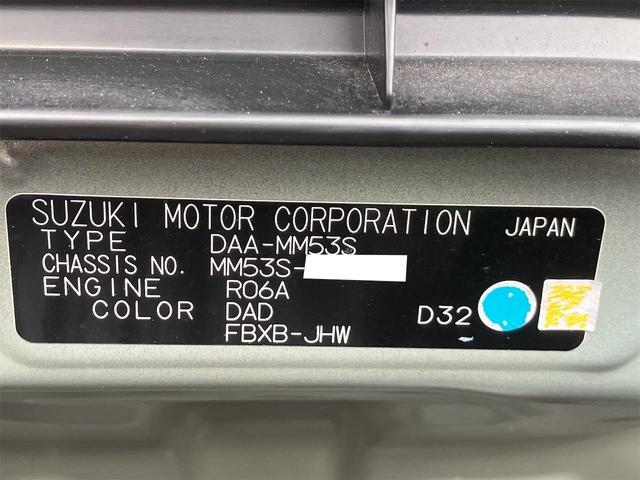 SUZUKI MOTOR CORPORATION JAPAN
TYPE DAA-MM53S
CHASSIS NO. MM53S-
ENGINE R06A
COLOR DAD D32
FBXB-JHW